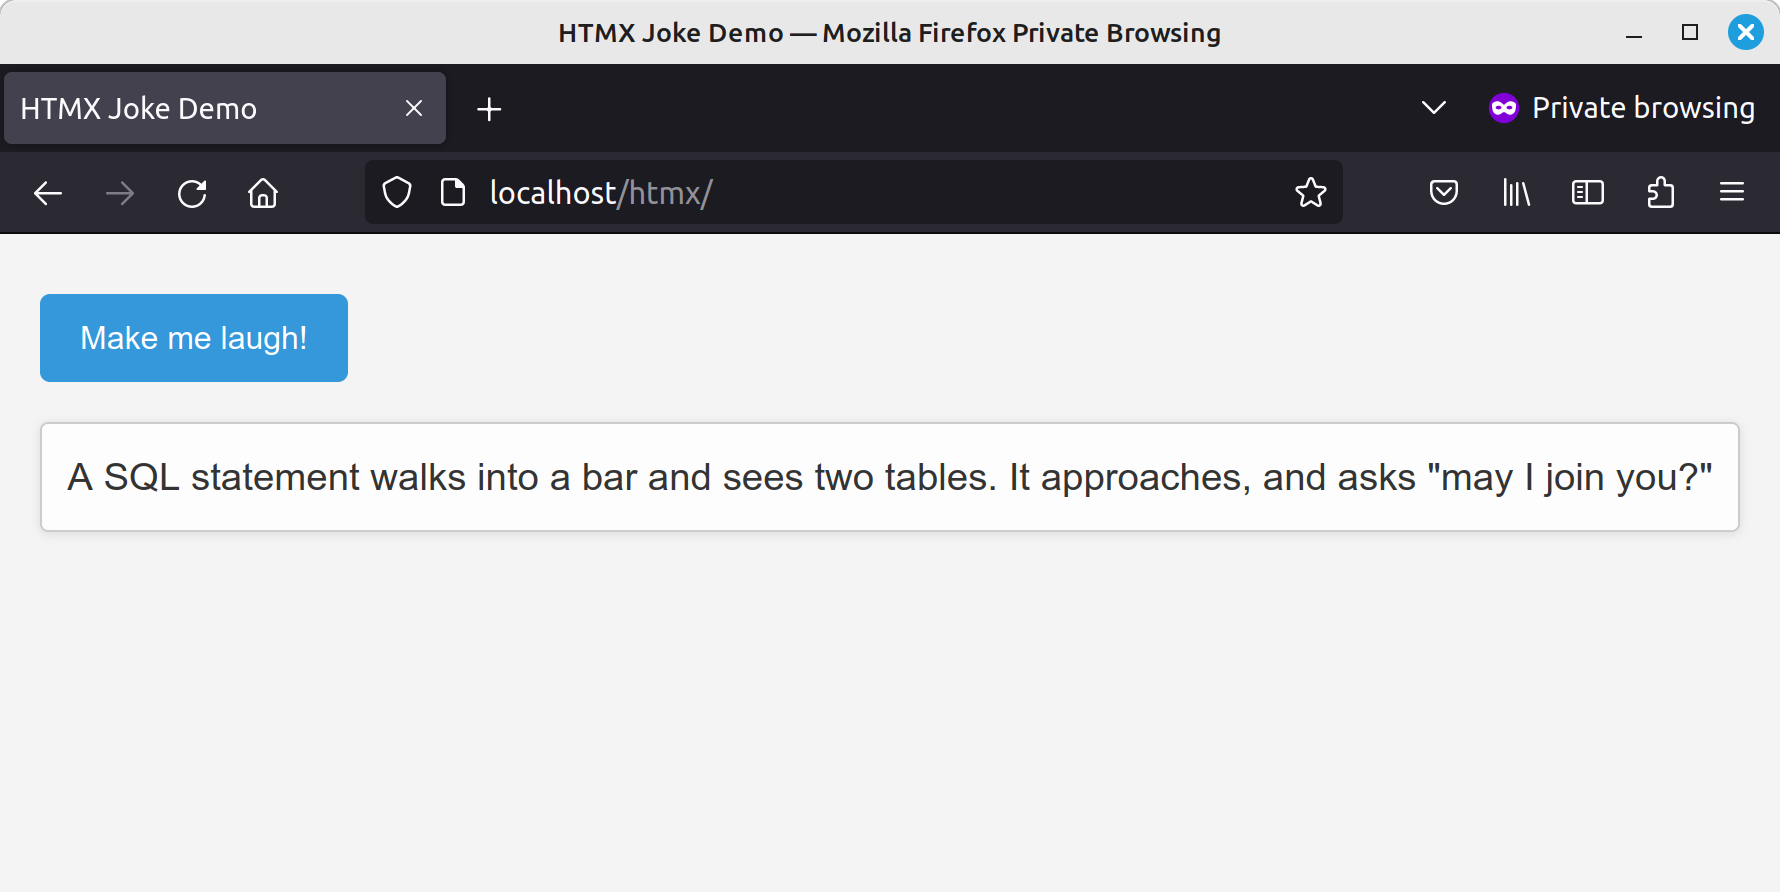 HTMX Joke Demo — Mozilla Firefox Private Browsing
HTMX Joke Demo
Private browsing
localhost/htmx/
Make me laugh!
A SQL statement walks into a bar and sees two tables. It approaches, and asks "may I join you?"